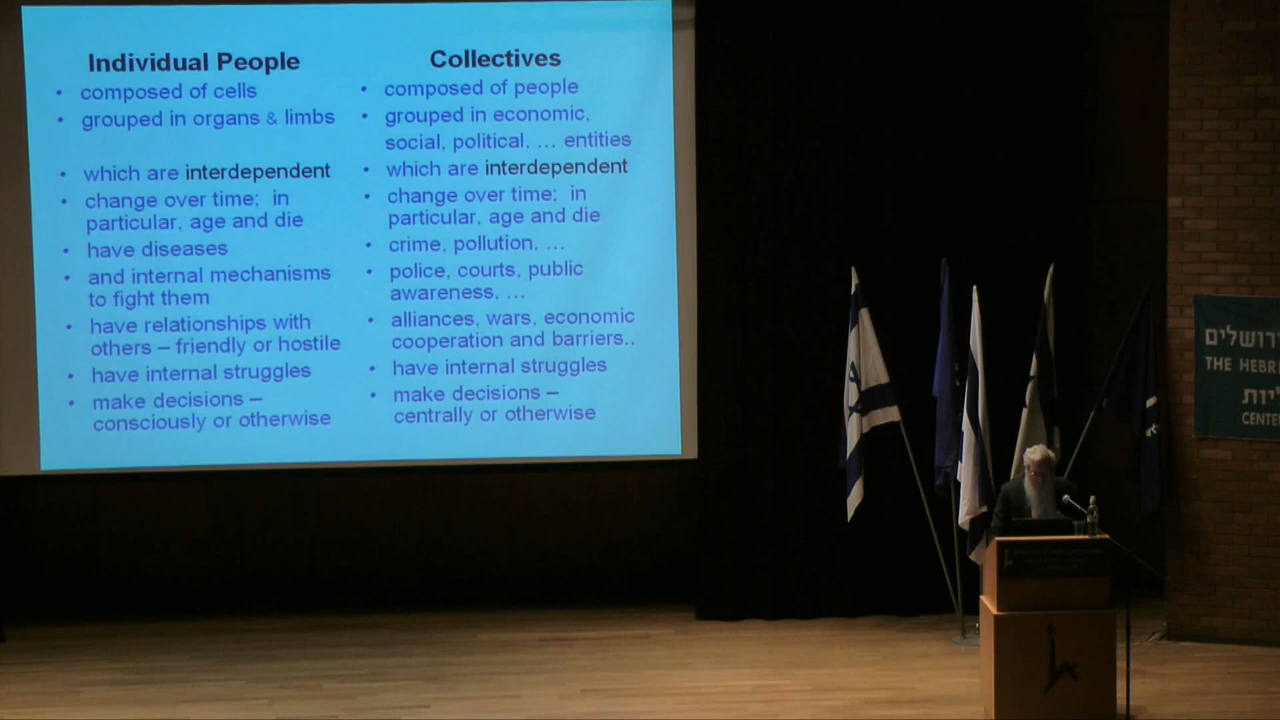 Individual People
• composed of cells
• grouped in organs & limbs
• which are interdependent
• change over time; in
particular, age and die
• have diseases
• and internal mechanisms
to fight them
• have relationships with
others – friendly or hostile
• have internal struggles
• make decisions –
consciously or otherwise
Collectives
• composed of people
• grouped in economic,
social, political, … entities
• which are interdependent
• change over time; in
particular, age and die
• crime, pollution, …
• police, courts, public
awareness, …
• alliances, wars, economic
cooperation and barriers..
• have internal struggles
• make decisions –
centrally or otherwise
THE HEBR